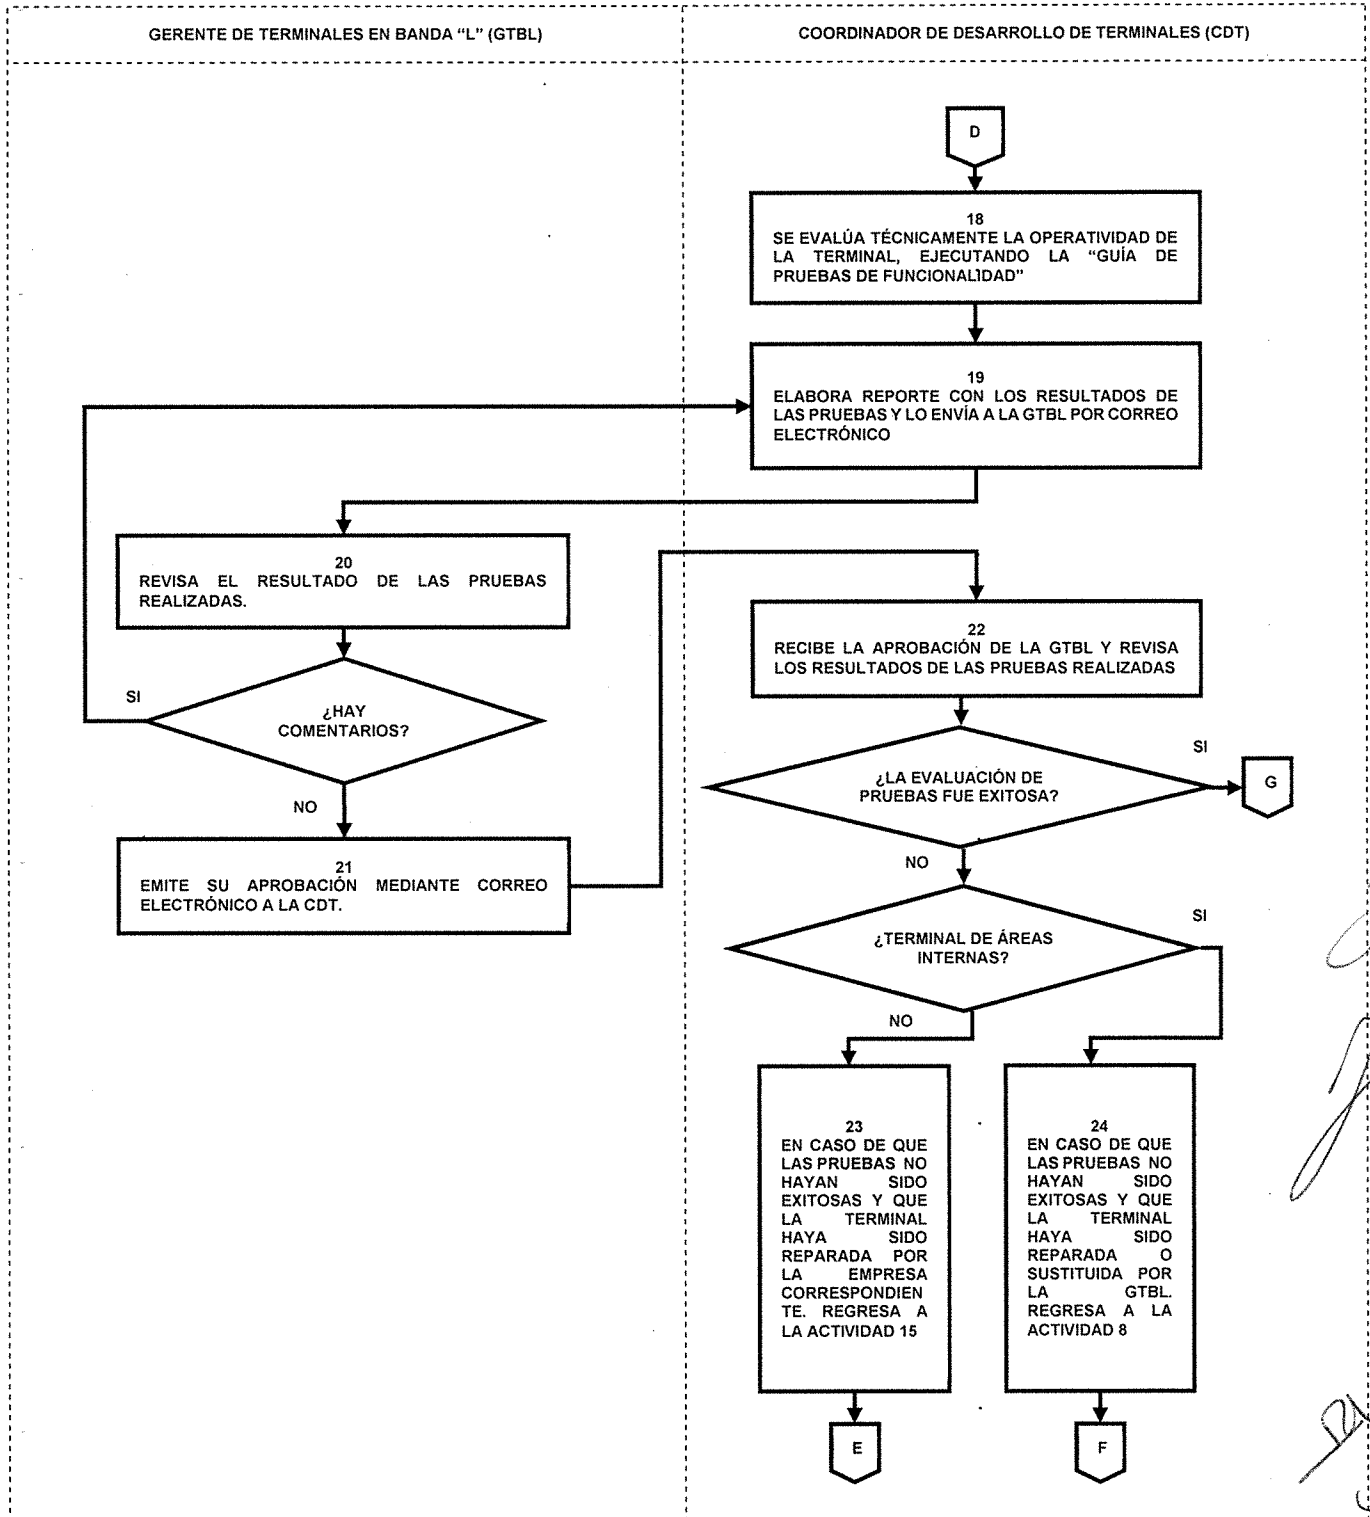 GERENTE DE TERMINALES EN BANDA “L” (GTBL)
COORDINADOR DE DESARROLLO DE TERMINALES (CDT)
D
18
SE EVALÚA TÉCNICAMENTE LA OPERATIVIDAD DE
LA TERMINAL, EJECUTANDO LA “GUÍA DE
PRUEBAS DE FUNCIONALIDAD”
19
ELABORA REPORTE CON LOS RESULTADOS DE
LAS PRUEBAS Y LO ENVÍA A LA GTBL POR CORREO
ELECTRÓNICO
20
REVISA EL RESULTADO DE LAS PRUEBAS
REALIZADAS.
SI
¿HAY
COMENTARIOS?
NO
21
EMITE SU APROBACIÓN MEDIANTE CORREO
ELECTRÓNICO A LA CDT.
22
RECIBE LA APROBACIÓN DE LA GTBL Y REVISA
LOS RESULTADOS DE LAS PRUEBAS REALIZADAS
¿LA EVALUACIÓN DE
PRUEBAS FUE EXITOSA?
SI
G
NO
¿TERMINAL DE ÁREAS
INTERNAS?
SI
NO
23
EN CASO DE QUE
LAS PRUEBAS NO
HAYAN SIDO
EXITOSAS Y QUE
LA TERMINAL
HAYA SIDO
REPARADA POR
LA EMPRESA
CORRESPONDIEN
TE. REGRESA A
LA ACTIVIDAD 15
24
EN CASO DE QUE
LAS PRUEBAS NO
HAYAN SIDO
EXITOSAS Y QUE
LA TERMINAL
HAYA SIDO
REPARADA O
SUSTITUIDA POR
LA GTBL.
REGRESA A LA
ACTIVIDAD 8
E
F